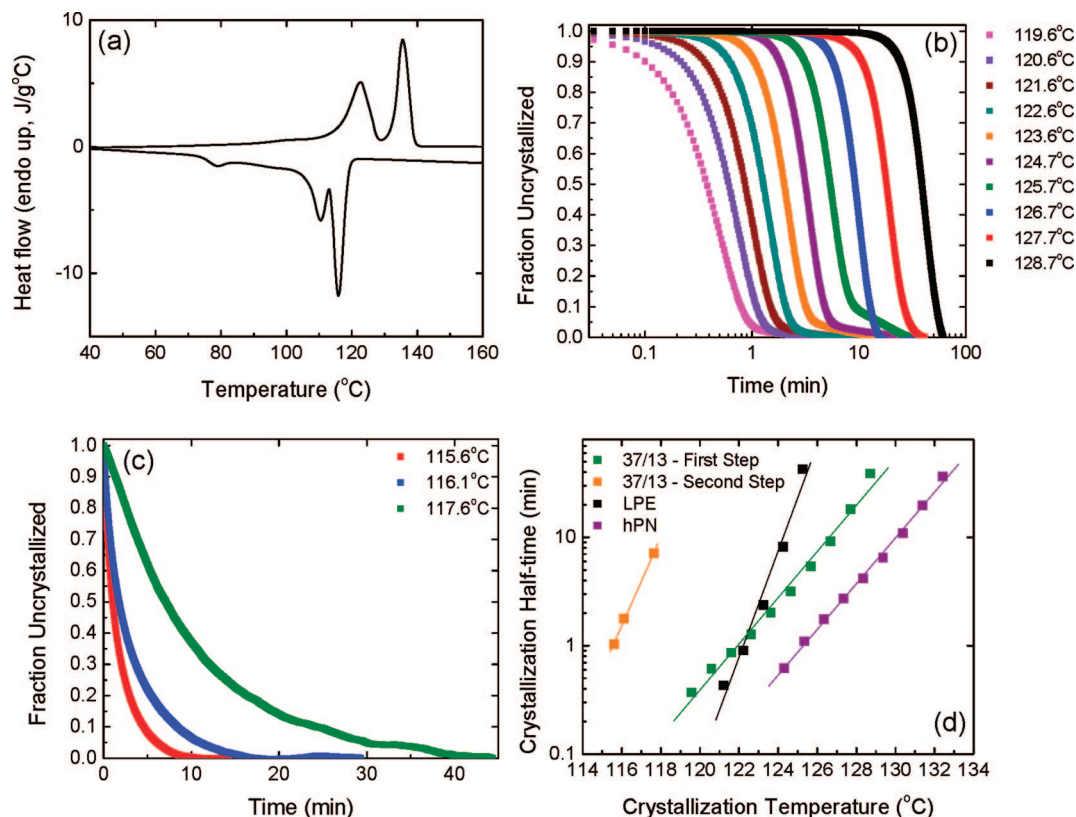 (a)
Heat flow (endo up, J/g°C)
10
0
-10
40 60 80 100 120 140 160
Temperature (°C)
(b)
Fraction Uncrystallized
1.0
0.9
0.8
0.7
0.6
0.5
0.4
0.3
0.2
0.1
0.0
0.1 1 10 100
Time (min)
119.6°C
120.6°C
121.6°C
122.6°C
123.6°C
124.7°C
125.7°C
126.7°C
127.7°C
128.7°C
(c)
Fraction Uncrystallized
1.0
0.9
0.8
0.7
0.6
0.5
0.4
0.3
0.2
0.1
0.0
0 10 20 30 40
Time (min)
115.6°C
116.1°C
117.6°C
Crystallization Half-time (min)
10
1
0.1
37/13 - First Step
37/13 - Second Step
LPE
hPN
(d)
114 116 118 120 122 124 126 128 130 132 134
Crystallization Temperature (°C)